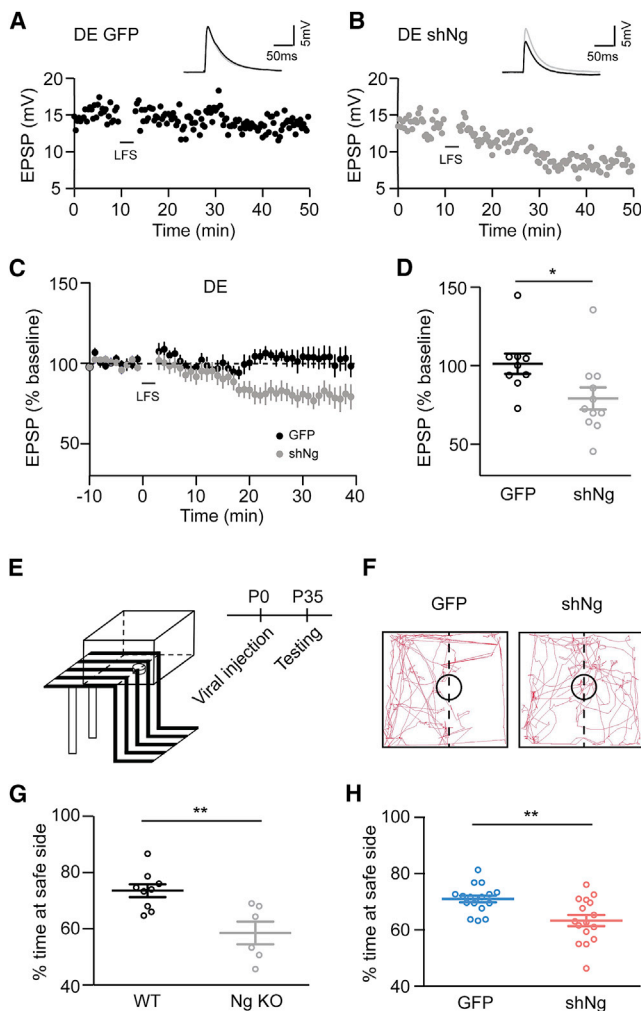 A
DE GFP
50ms
5mV
EPSP (mV)
20
15
10
5
LFS
0 10 20 30 40 50
Time (min)
B
DE shNg
50ms
5mV
EPSP (mV)
20
15
10
5
LFS
0 10 20 30 40 50
Time (min)
C
DE
EPSP (% baseline)
150
100
50
LFS
GFP
shNg
-10 0 10 20 30 40
Time (min)
D
*
EPSP (% baseline)
150
100
50
GFP shNg
E
P0 P35
Viral injection
Testing
F
GFP shNg
G
**
% time at safe side
100
80
60
40
WT Ng KO
H
**
% time at safe side
100
80
60
40
GFP shNg